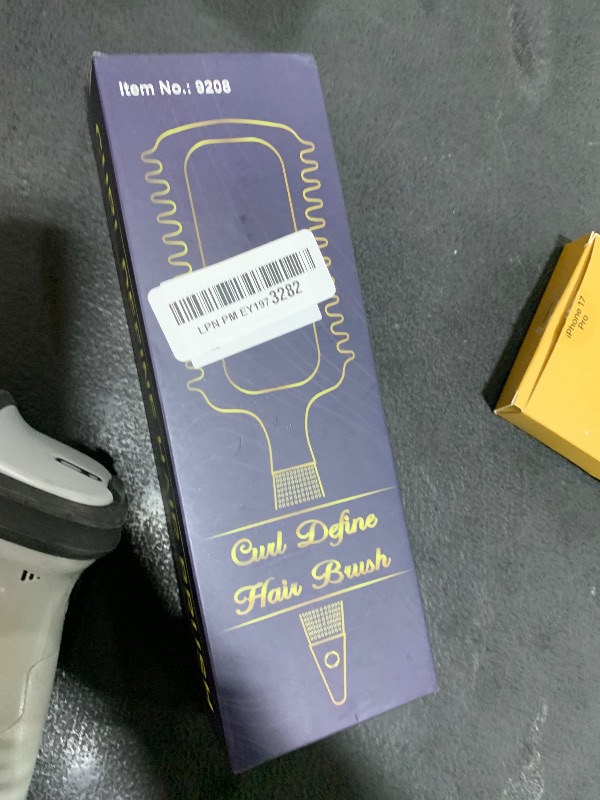 Item No.: 9208
LPN PM EY1973282
Curl Define
Hair Brush
iPhone 17
Pro